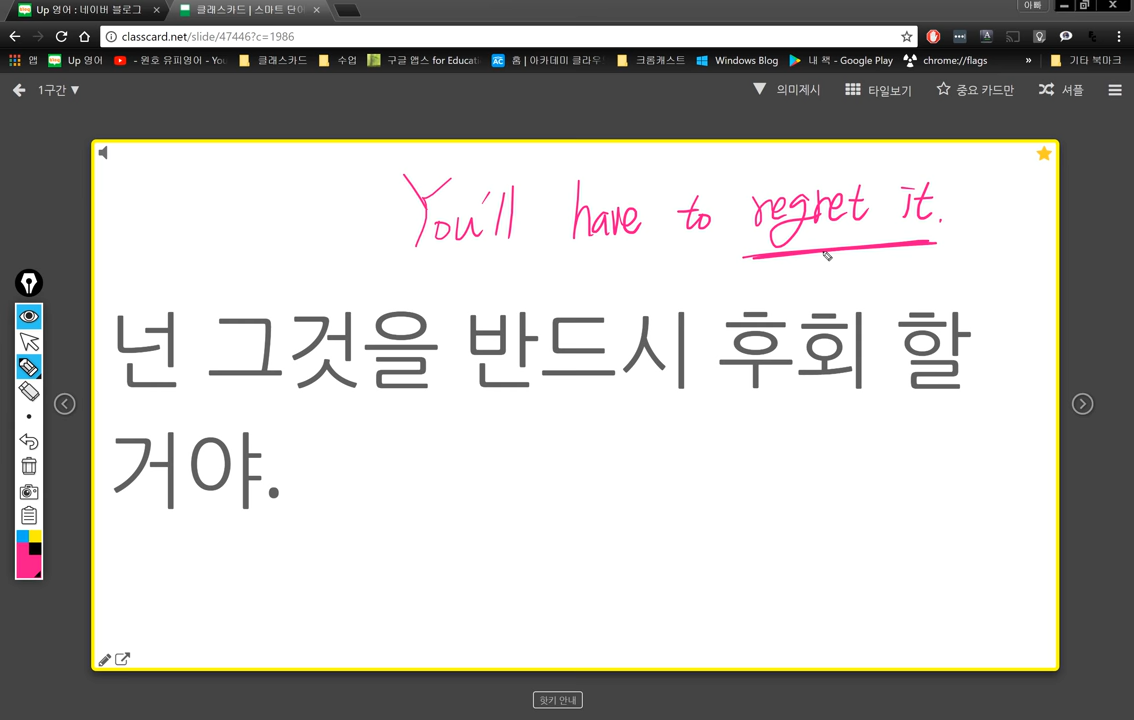 Up 영어 : 네이버 블로그
클래스카드 | 스마트 단어
아빠
classcard.net/slide/47446?c=1986
앱
Up 영어
- 원호 유피영어 - You
클래스카드
수업
구글 앱스 for Educati
홈 | 아카데미 클라우
크롬캐스트
Windows Blog
내 책 - Google Play
chrome://flags
»
기타 북마크
1구간 ▼
▼ 의미제시
타일보기
중요 카드만
셔플
You'll have to regret it.
넌 그것을 반드시 후회 할
거야.
핫키 안내